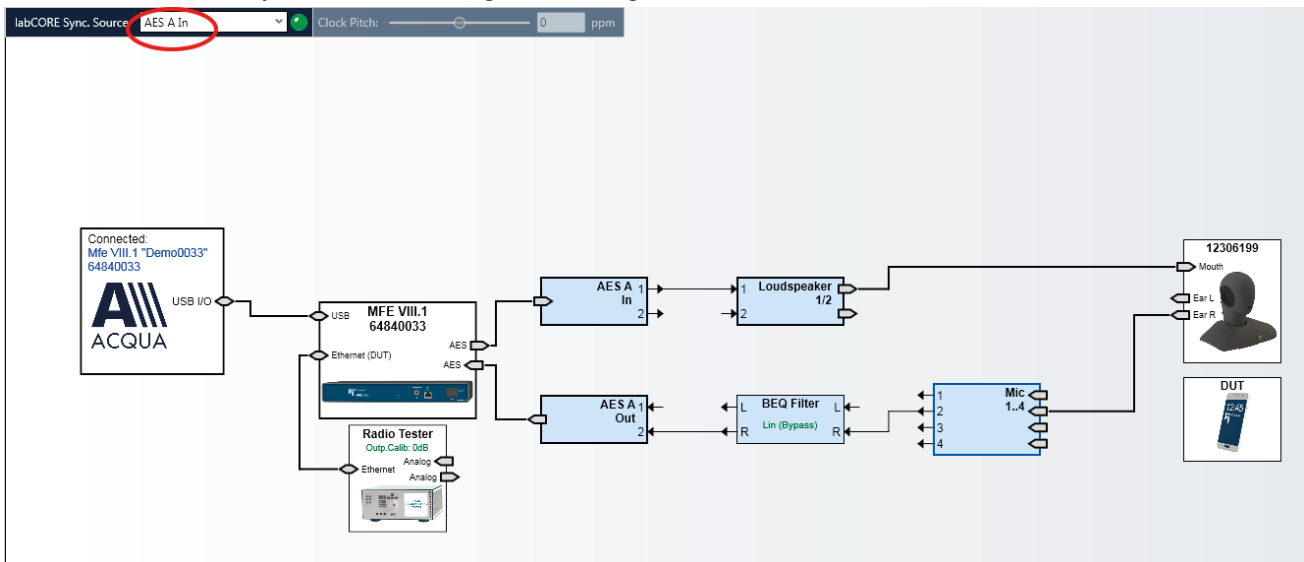 labCORE Sync. Source AES A In Clock Pitch: 0 ppm
Connected:
Mfe VIII.1 "Demo0033"
64840033
USB I/O
ACQUA
USB MFE VIII.1
64840033
Ethernet (DUT)
AES
AES
Radio Tester
Outp.Calib: 0dB
Analog
Ethernet
Analog
AES A 1
In
2
1 Loudspeaker
1/2
2
AES A 1
Out
2
L BEQ Filter L
Lin (Bypass)
R R
1 Mic
2 1..4
3
4
12306199
Mouth
Ear L
Ear R
DUT
12:45